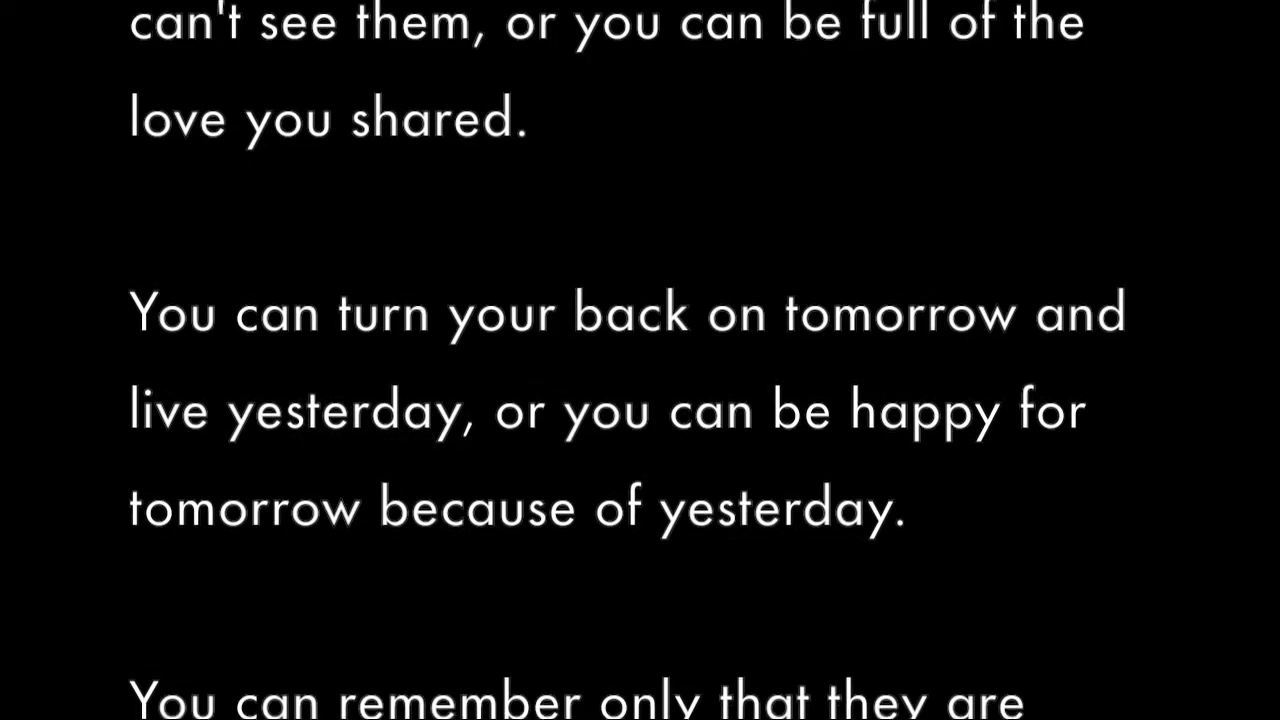 can't see them, or you can be full of the
love you shared.
You can turn your back on tomorrow and
live yesterday, or you can be happy for
tomorrow because of yesterday.
You can remember only that they are